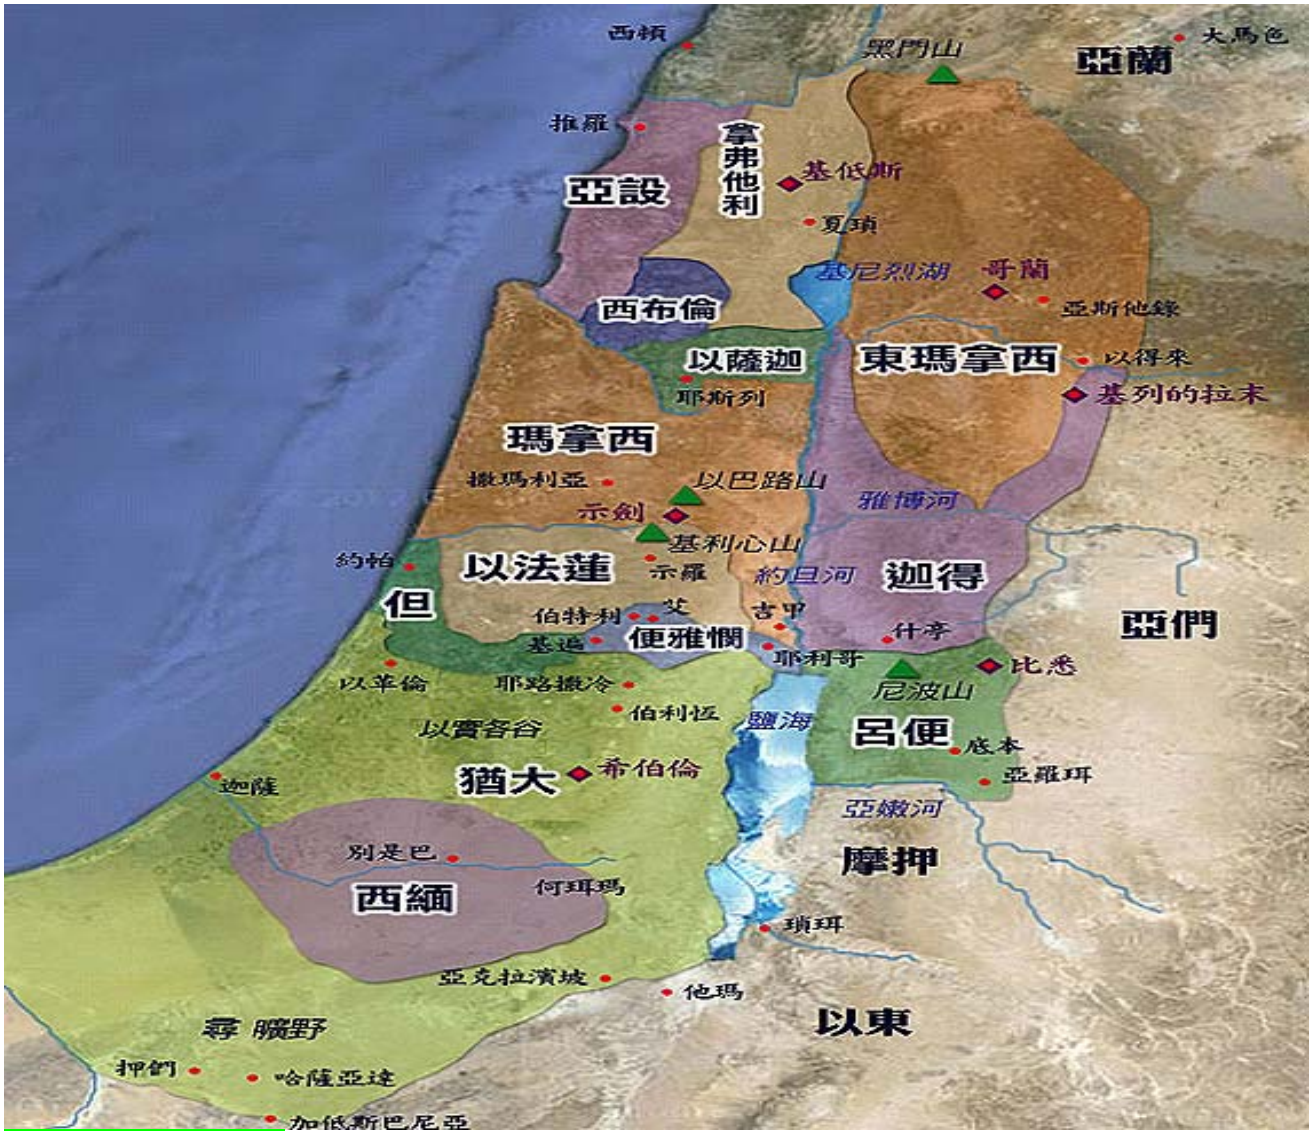 西頓
大馬色
黑門山
亞蘭
推羅
拿弗他利
基低斯
亞設
夏瑣
基尼烈湖
哥蘭
西布倫
亞斯他錄
以薩迦
東瑪拿西
以得來
耶斯列
基列的拉末
瑪拿西
撒瑪利亞
以巴路山
雅博河
示劍
基利心山
約帕
以法蓮
示羅
約旦河
迦得
但
伯特利
艾
吉甲
亞們
基遍
便雅憫
什亭
耶利哥
比悉
以革倫
耶路撒冷
尼波山
伯利恆
鹽海
以實各谷
呂便
底本
希伯倫
亞羅珥
迦薩
猶大
亞嫩河
別是巴
摩押
西緬
何珥瑪
瑣珥
亞克拉濱坡
他瑪
以東
尋 曠野
押們
哈薩亞達
加低斯巴尼亞